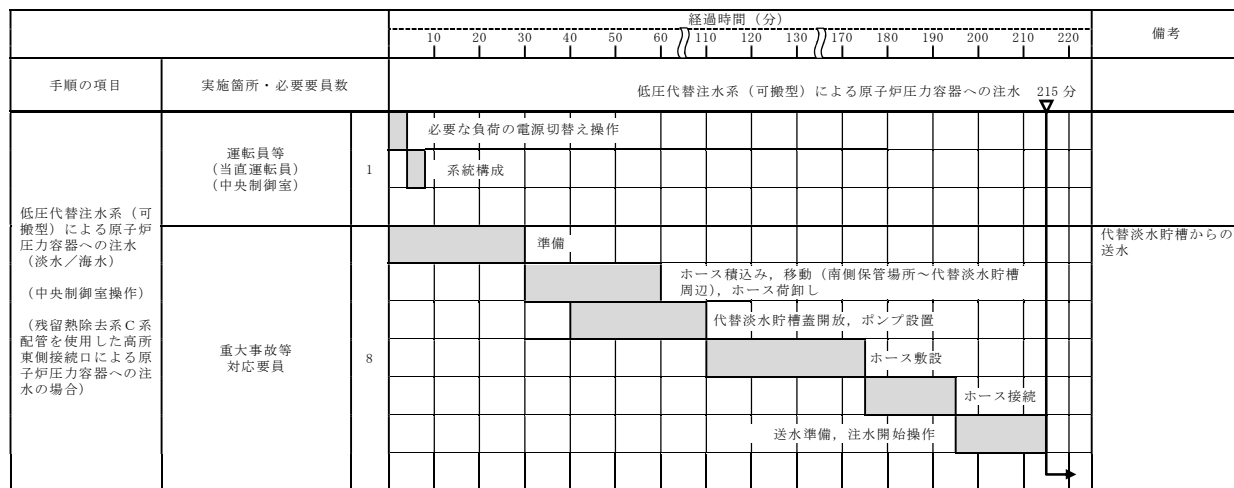 経過時間（分）
備考
10 20 30 40 50 60 110 120 130 170 180 190 200 210 220
手順の項目
実施箇所・必要要員数
低圧代替注水系（可搬型）による原子炉圧力容器への注水 215 分
低圧代替注水系（可
搬型）による原子炉
圧力容器への注水
（淡水／海水）
（中央制御室操作）
（残留熱除去系Ｃ系
配管を使用した高所
東側接続口による原
子炉圧力容器への注
水の場合）
運転員等
（当直運転員）
（中央制御室）
1
必要な負荷の電源切替え操作
系統構成
重大事故等
対応要員
8
準備
ホース積込み，移動（南側保管場所～代替淡水貯槽
周辺），ホース荷卸し
代替淡水貯槽蓋開放，ポンプ設置
ホース敷設
ホース接続
送水準備，注水開始操作
代替淡水貯槽からの
送水